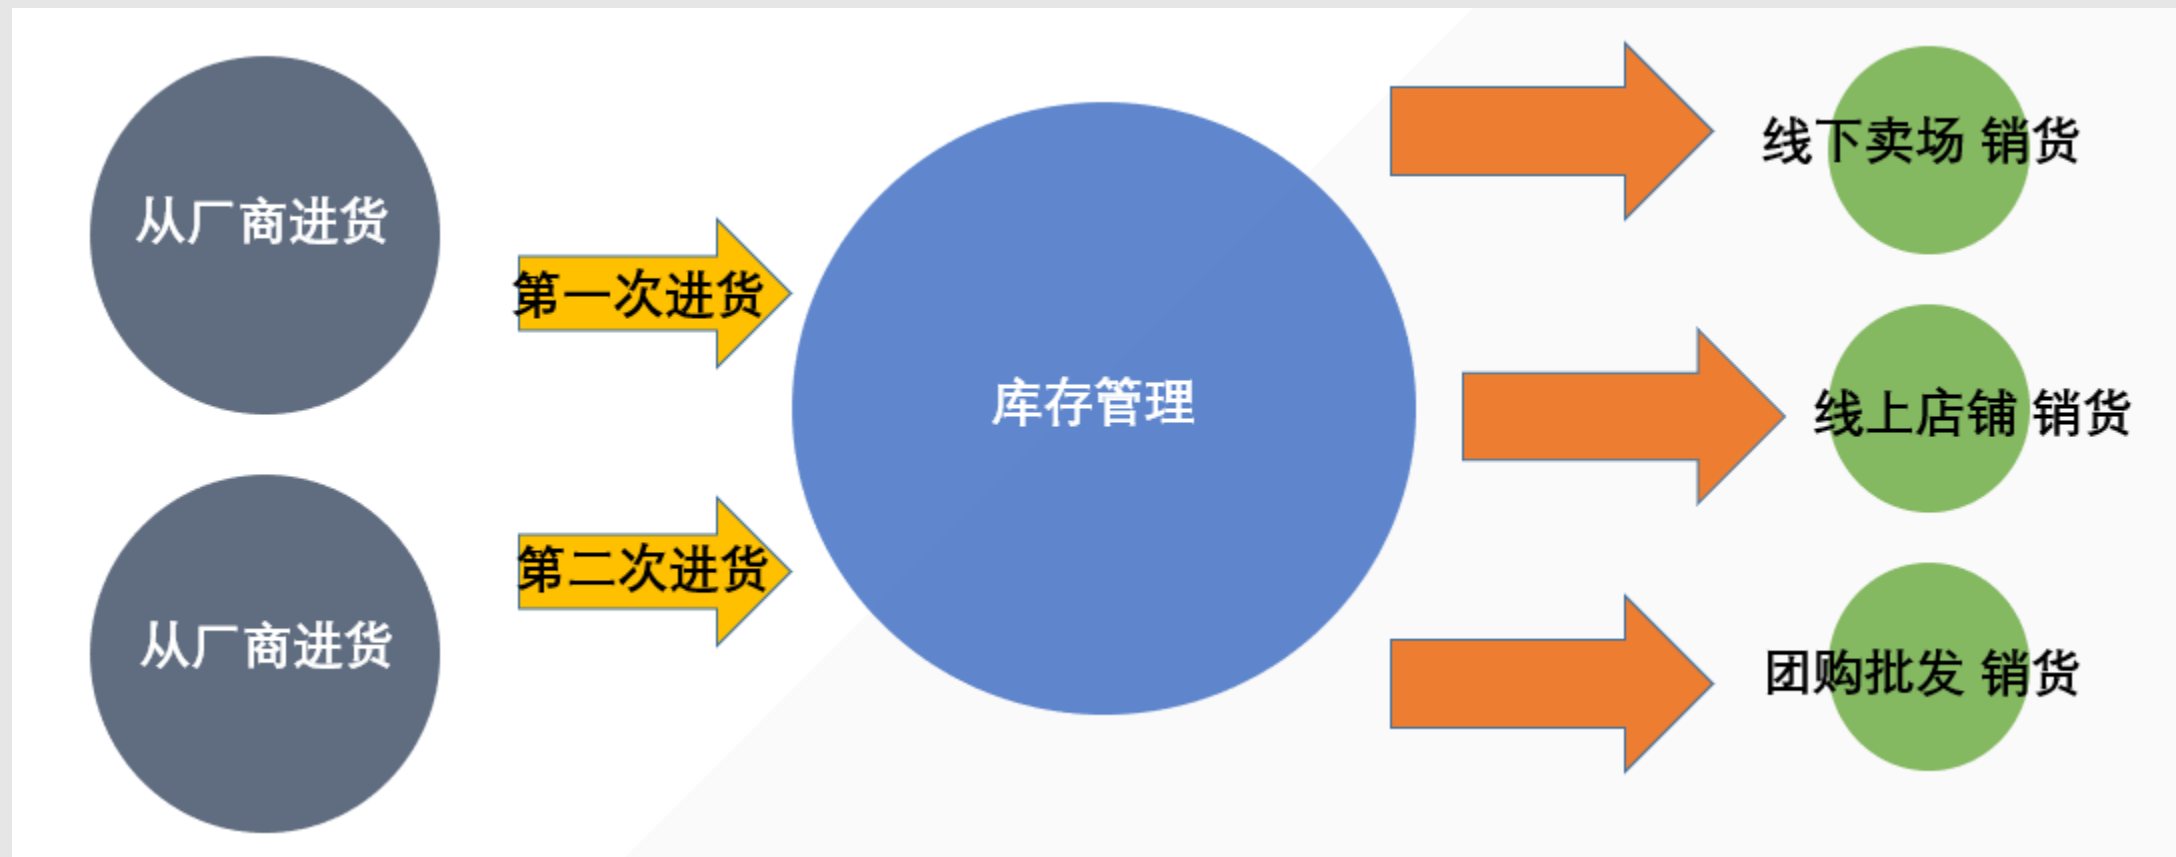 从厂商进货
第一次进货
从厂商进货
第二次进货
库存管理
线下卖场 销货
线上店铺 销货
团购批发 销货